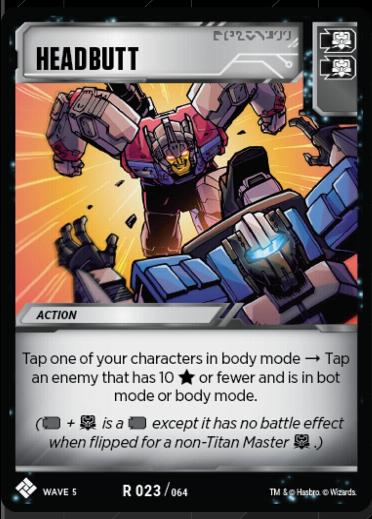 HEADBUTT
ACTION
Tap one of your characters in body mode → Tap
an enemy that has 10 ★ or fewer and is in bot
mode or body mode.
( + is a except it has no battle effect
when flipped for a non-Titan Master .)
WAVE 5 R 023/064 TM & © Hasbro. © Wizards.